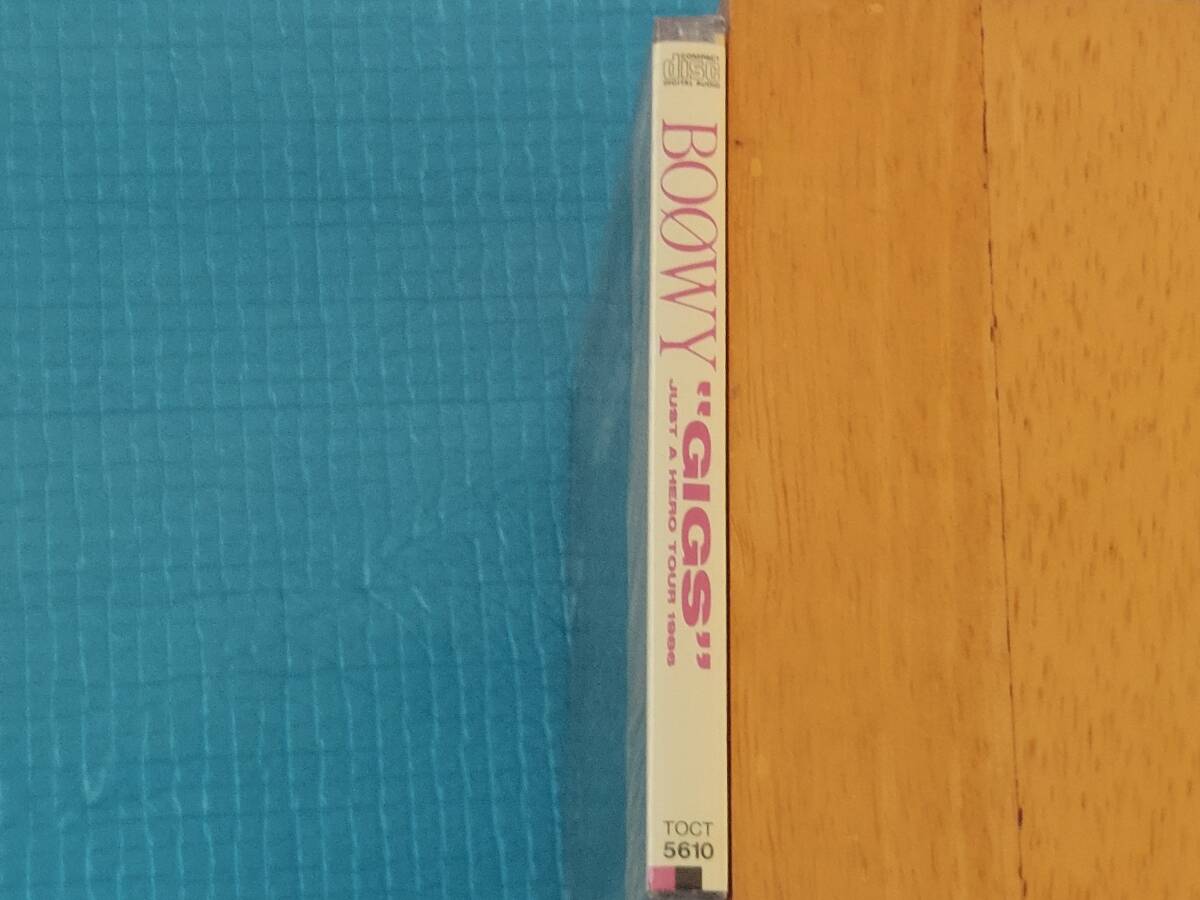 COMPACT
disc
DIGITAL AUDIO
BOØWY
“GIGS”
JUST A HERO TOUR 1986
TOCT
5610